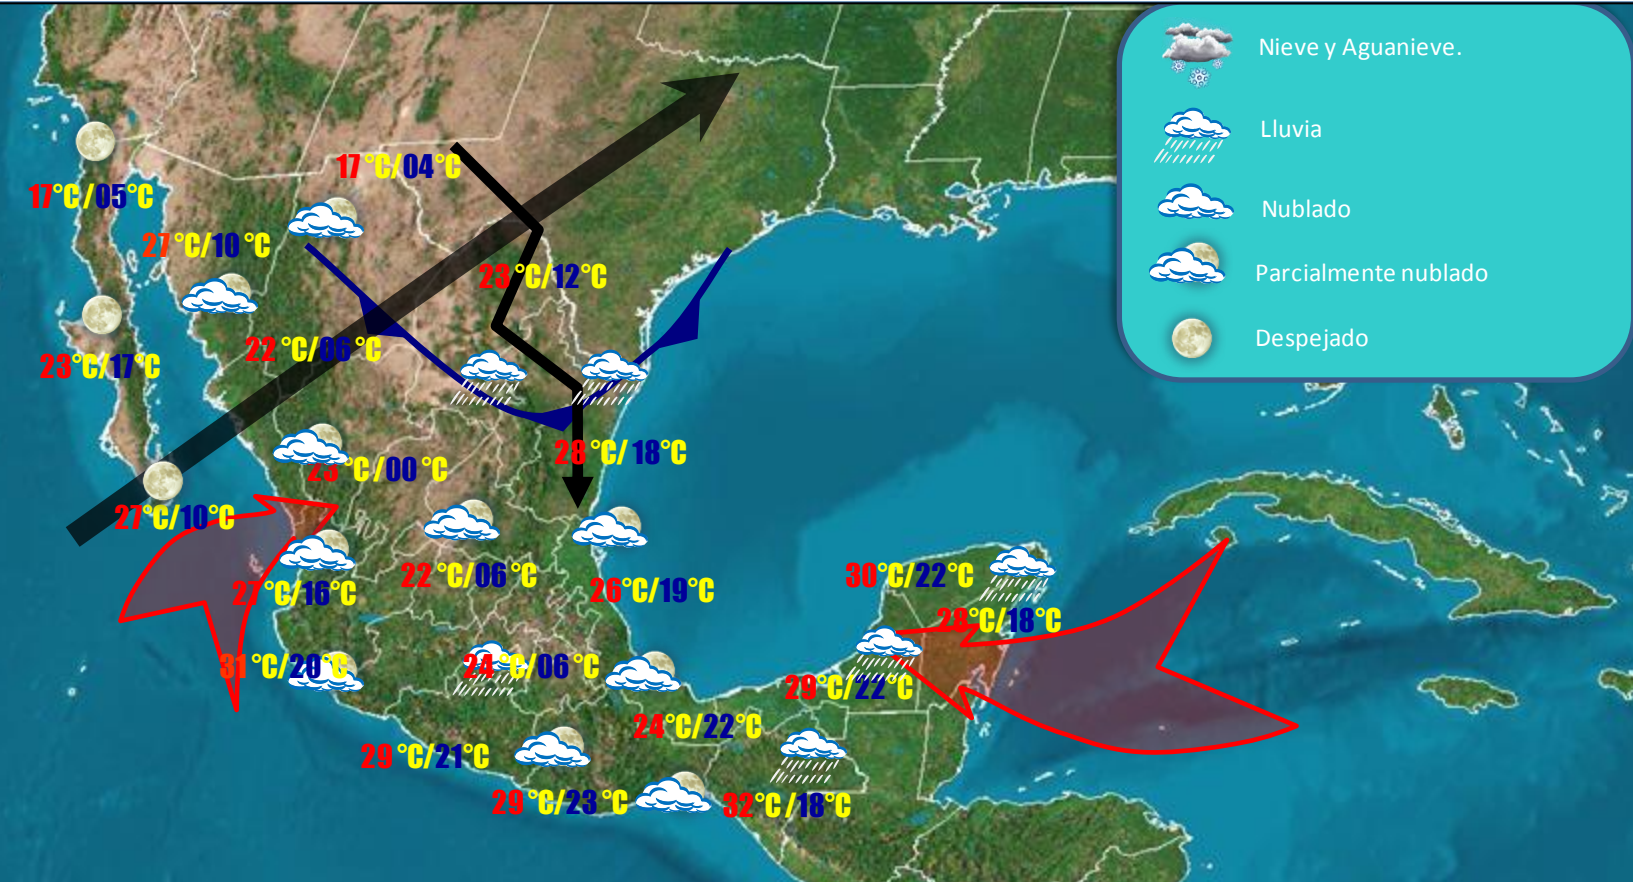 Nieve y Aguanieve.
Lluvia
Nublado
Parcialmente nublado
Despejado
17°C/04°C
17°C/05°C
27°C/10°C
23°C/12°C
22°C/06°C
23°C/17°C
28°C/18°C
23°C/00°C
27°C/10°C
22°C/06°C
30°C/22°C
26°C/19°C
27°C/16°C
28°C/18°C
31°C/20°C
24°C/06°C
29°C/22°C
24°C/22°C
29°C/21°C
29°C/23°C
32°C/18°C